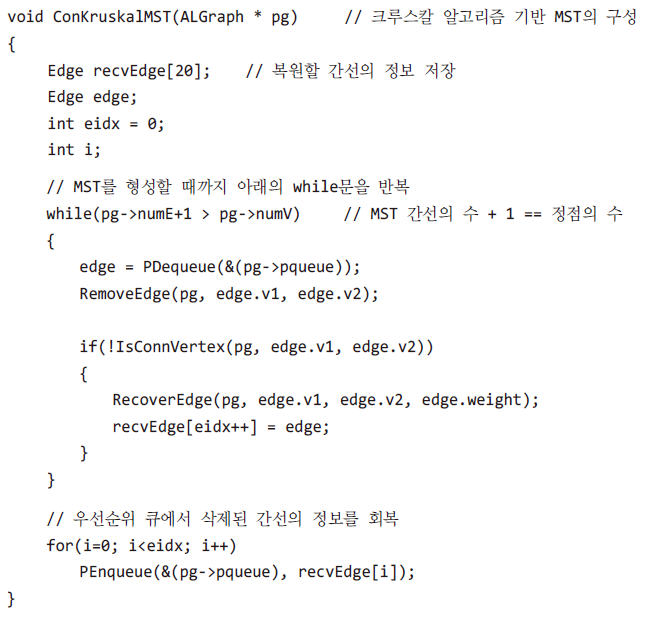 void ConKruskalMST(ALGraph * pg)    // 크루스칼 알고리즘 기반 MST의 구성
{
    Edge recvEdge[20];    // 복원할 간선의 정보 저장
    Edge edge;
    int eidx = 0;
    int i;
    // MST를 형성할 때까지 아래의 while문을 반복
    while(pg->numE+1 > pg->numV)    // MST 간선의 수 + 1 == 정점의 수
    {
        edge = PDequeue(&(pg->pqueue));
        RemoveEdge(pg, edge.v1, edge.v2);
        if(!IsConnVertex(pg, edge.v1, edge.v2))
        {
            RecoverEdge(pg, edge.v1, edge.v2, edge.weight);
            recvEdge[eidx++] = edge;
        }
    }
    // 우선순위 큐에서 삭제된 간선의 정보를 회복
    for(i=0; i<eidx; i++)
        PEnqueue(&(pg->pqueue), recvEdge[i]);
}